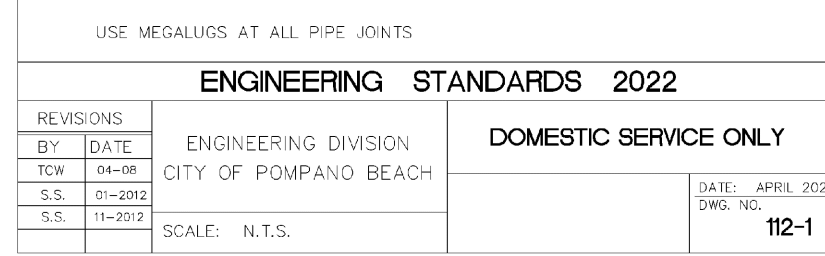 USE MEGALUGS AT ALL PIPE JOINTS
ENGINEERING STANDARDS 2022
REVISIONS
BY DATE
TCW 04-08
S.S. 01-2012
S.S. 11-2012
ENGINEERING DIVISION
CITY OF POMPANO BEACH
SCALE: N.T.S.
DOMESTIC SERVICE ONLY
DATE: APRIL 202
DWG. NO.
112-1